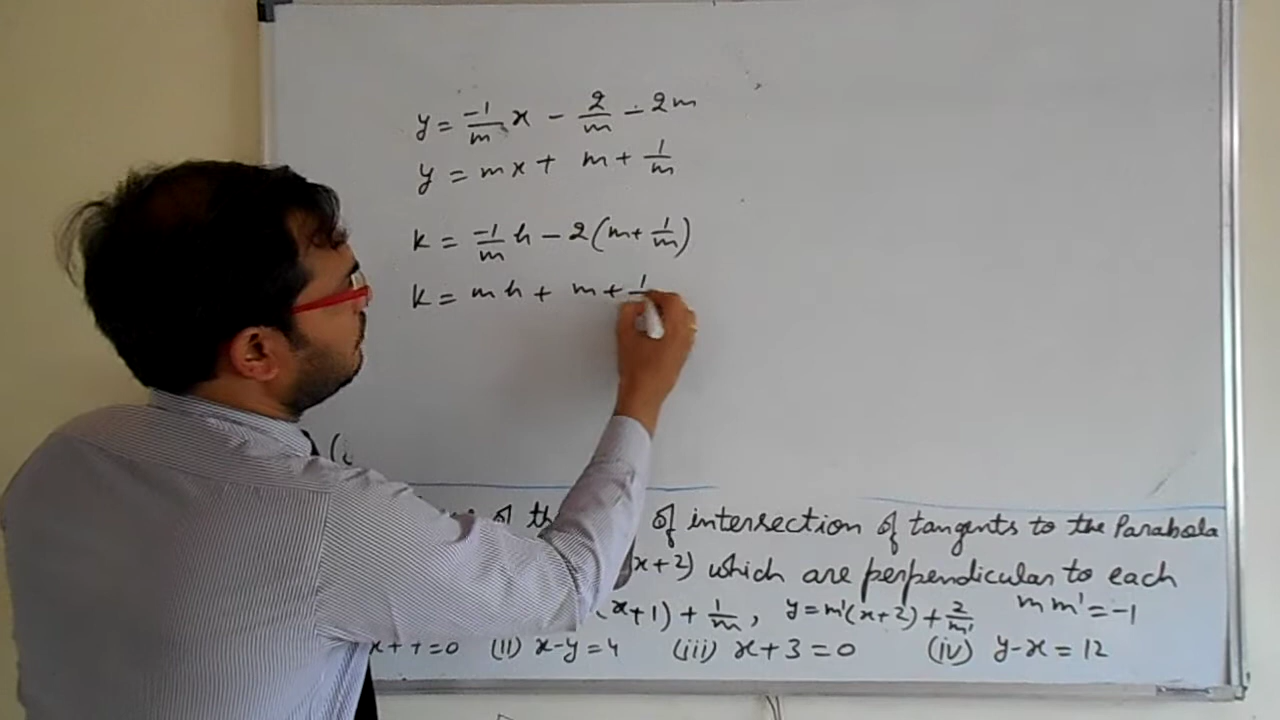 y = -1/m x - 2/m - 2m
y = mx + m + 1/m
k = -1/m h - 2(m + 1/m)
k = mh + m + 1
of intersection of tangents to the Parabola
(x+2) which are perpendicular to each
(x+1) + 1/m, y = m'(x+2) + 2/m' mm' = -1
=0 (ii) x-y=4 (iii) x+3=0 (iv) y-x=12